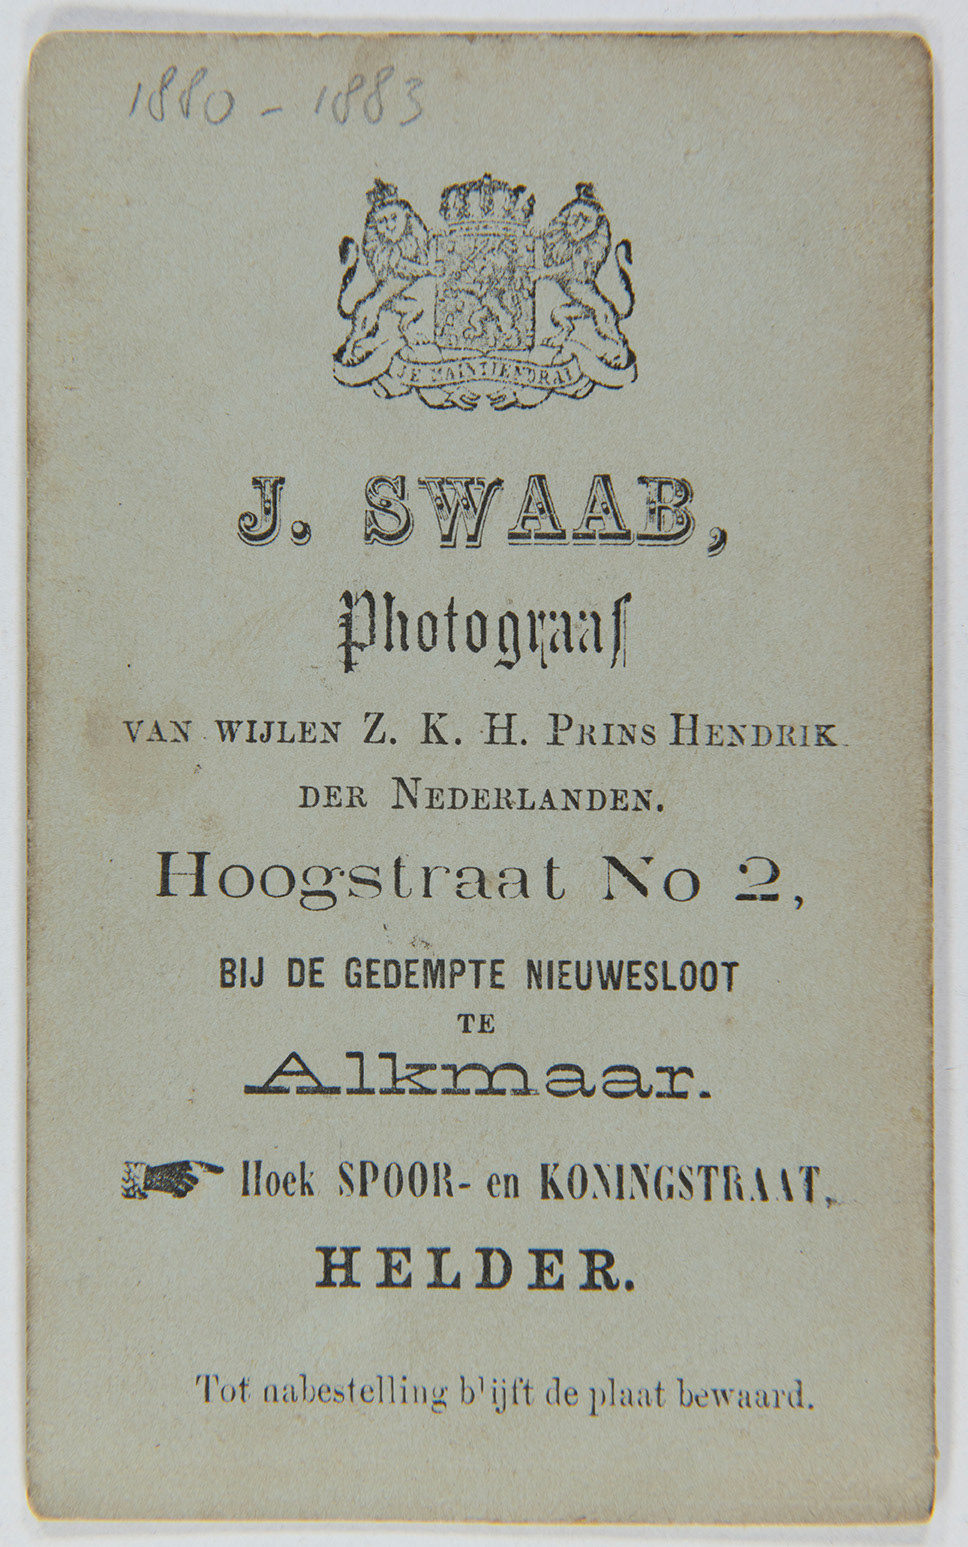 1880 - 1883
JE MAINTIENDRAI
J. SWAAB,
Photograaf
VAN WIJLEN Z. K. H. PRINS HENDRIK
DER NEDERLANDEN.
Hoogstraat No 2,
BIJ DE GEDEMPTE NIEUWESLOOT
TE
Alkmaar.
Hoek SPOOR- en KONINGSTRAAT,
HELDER.
Tot nabestelling blijft de plaat bewaard.